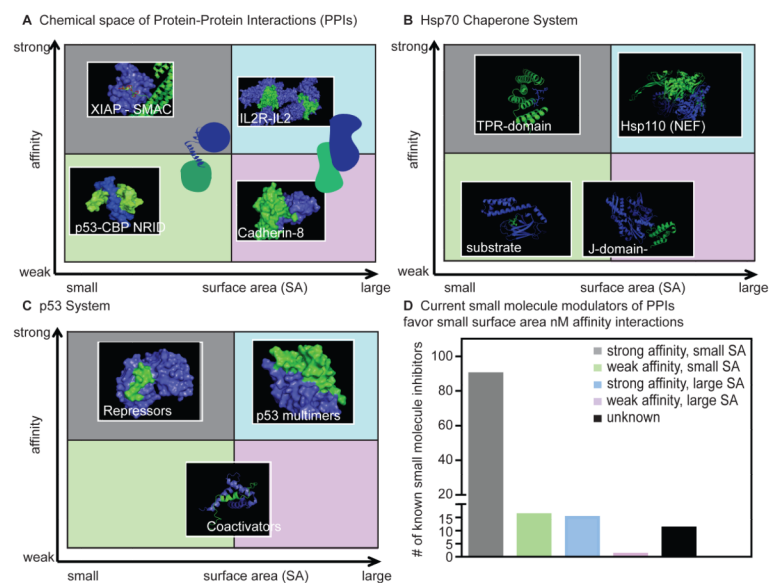 A Chemical space of Protein-Protein Interactions (PPIs)
strong
affinity
weak
XIAP - SMAC
IL2R-IL2
p53-CBP NRID
Cadherin-8
small
surface area (SA)
large
B Hsp70 Chaperone System
strong
affinity
weak
TPR-domain
Hsp110 (NEF)
substrate
J-domain-
small
surface area (SA)
large
C p53 System
strong
affinity
weak
Repressors
p53 multimers
Coactivators
small
surface area (SA)
large
D Current small molecule modulators of PPIs
favor small surface area nM affinity interactions
# of known small molecule inhibitors
100
80
60
40
20
15
10
5
0
strong affinity, small SA
weak affinity, small SA
strong affinity, large SA
weak affinity, large SA
unknown